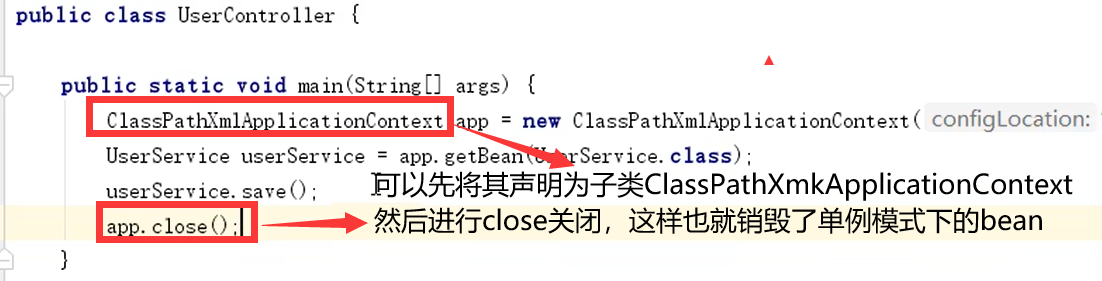 public class UserController {
public static void main(String[] args) {
ClassPathXmlApplicationContext app = new ClassPathXmlApplicationContext( configLocation:
UserService userService = app.getBean(UserService.class);
userService.save();
可以先将其声明为子类ClassPathXmkApplicationContext
app.close();
然后进行close关闭，这样也就销毁了单例模式下的bean
}